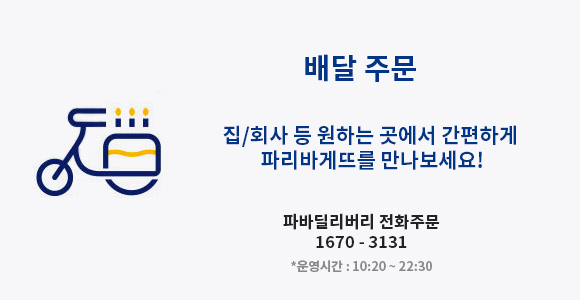 배달 주문
집/회사 등 원하는 곳에서 간편하게
파리바게뜨를 만나보세요!
파바딜리버리 전화주문
1670 - 3131
*운영시간 : 10:20 ~ 22:30